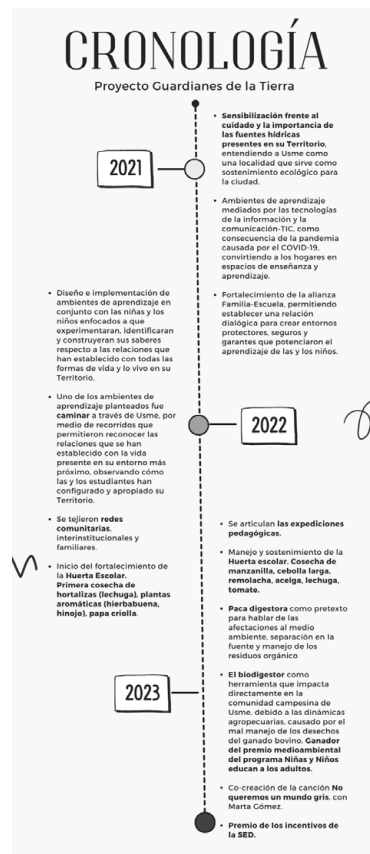 CRONOLOGÍA
Proyecto Guardianes de la Tierra
2021
• Sensibilización frente al
cuidado y la importancia de
las fuentes hídricas
presentes en su Territorio,
entendiendo a Usme como
una localidad que sirve como
sostenimiento ecológico para
la ciudad.
• Ambientes de aprendizaje
mediados por las tecnologías
de la información y la
comunicación-TIC, como
consecuencia de la pandemia
causada por el COVID-19,
convirtiendo a los hogares en
espacios de enseñanza y
aprendizaje.
• Fortalecimiento de la alianza
Familia-Escuela, permitiendo
establecer una relación
dialógica para crear entornos
protectores, seguros y
garantes que potenciaron el
aprendizaje de las y los niños.
2022
• Diseño e implementación de
ambientes de aprendizaje en
conjunto con las niñas y los
niños enfocados a que
experimentaran, identificaran
y construyeran sus saberes
respecto a las relaciones que
han establecido con todas las
formas de vida y lo vivo en su
Territorio.
• Uno de los ambientes de
aprendizaje planteados fue
caminar a través de Usme, por
medio de recorridos que
permitieron reconocer las
relaciones que se han
establecido con la vida
presente en su entorno más
próximo, observando cómo
las y los estudiantes han
configurado y apropiado su
Territorio.
• Se tejieron redes
comunitarias,
interinstitucionales y
familiares.
• Inicio del fortalecimiento de
la Huerta Escolar.
Primera cosecha de
hortalizas (lechuga), plantas
aromáticas (hierbabuena,
hinojo), papa criolla.
2023
• Se articulan las expediciones
pedagógicas.
• Manejo y sostenimiento de la
Huerta escolar. Cosecha de
manzanilla, cebolla larga,
remolacha, acelga, lechuga,
tomate.
• Paca digestora como pretexto
para hablar de las
afectaciones al medio
ambiente, separación en la
fuente y manejo de los
residuos orgánico
• El biodigestor como
herramienta que impacta
directamente en la
comunidad campesina de
Usme, debido a las dinámicas
agropecuarias, causado por el
mal manejo de los desechos
del ganado bovino. Ganador
del premio medioambiental
del programa Niñas y Niños
educan a los adultos.
• Co-creación de la canción No
queremos un mundo gris, con
Marta Gómez.
• Premio de los incentivos de
la SED.